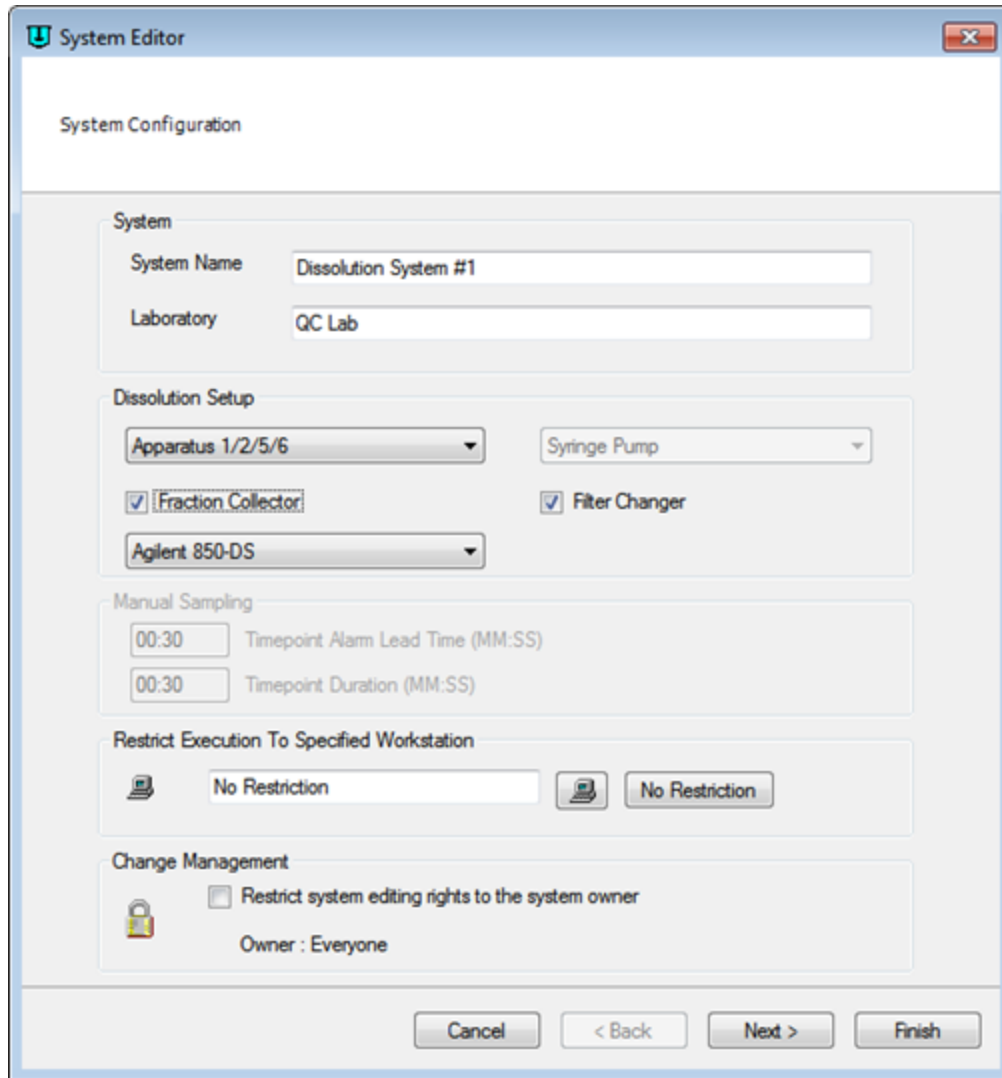 System Editor
System Configuration
System
System Name Dissolution System #1
Laboratory QC Lab
Dissolution Setup
Apparatus 1/2/5/6 Syringe Pump
Fraction Collector Filter Changer
Agilent 850-DS
Manual Sampling
00:30 Timepoint Alarm Lead Time (MM:SS)
00:30 Timepoint Duration (MM:SS)
Restrict Execution To Specified Workstation
No Restriction No Restriction
Change Management
Restrict system editing rights to the system owner
Owner : Everyone
Cancel < Back Next > Finish